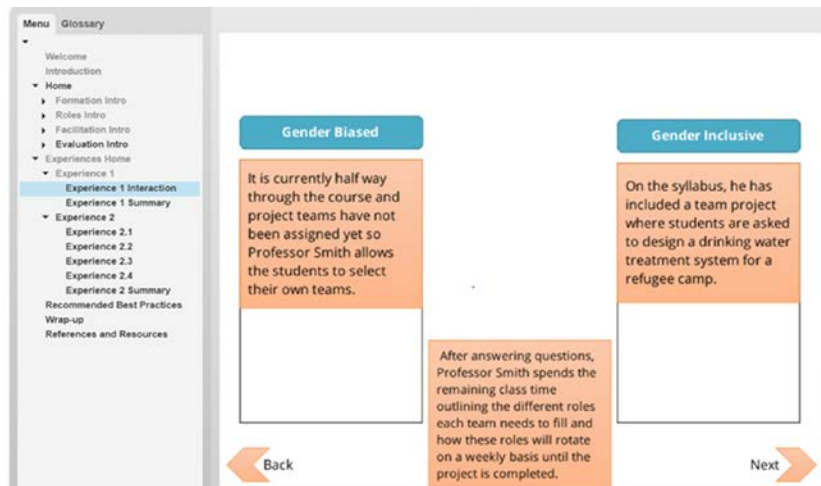 Menu Glossary
Welcome
Introduction
Home
Formation Intro
Roles Intro
Facilitation Intro
Evaluation Intro
Experiences Home
Experience 1
Experience 1 Interaction
Experience 1 Summary
Experience 2
Experience 2.1
Experience 2.2
Experience 2.3
Experience 2.4
Experience 2 Summary
Recommended Best Practices
Wrap-up
References and Resources
Gender Biased
It is currently half way
through the course and
project teams have not
been assigned yet so
Professor Smith allows
the students to select
their own teams.
Gender Inclusive
On the syllabus, he has
included a team project
where students are asked
to design a drinking water
treatment system for a
refugee camp.
After answering questions,
Professor Smith spends the
remaining class time
outlining the different roles
each team needs to fill and
how these roles will rotate
on a weekly basis until the
project is completed.
Back
Next